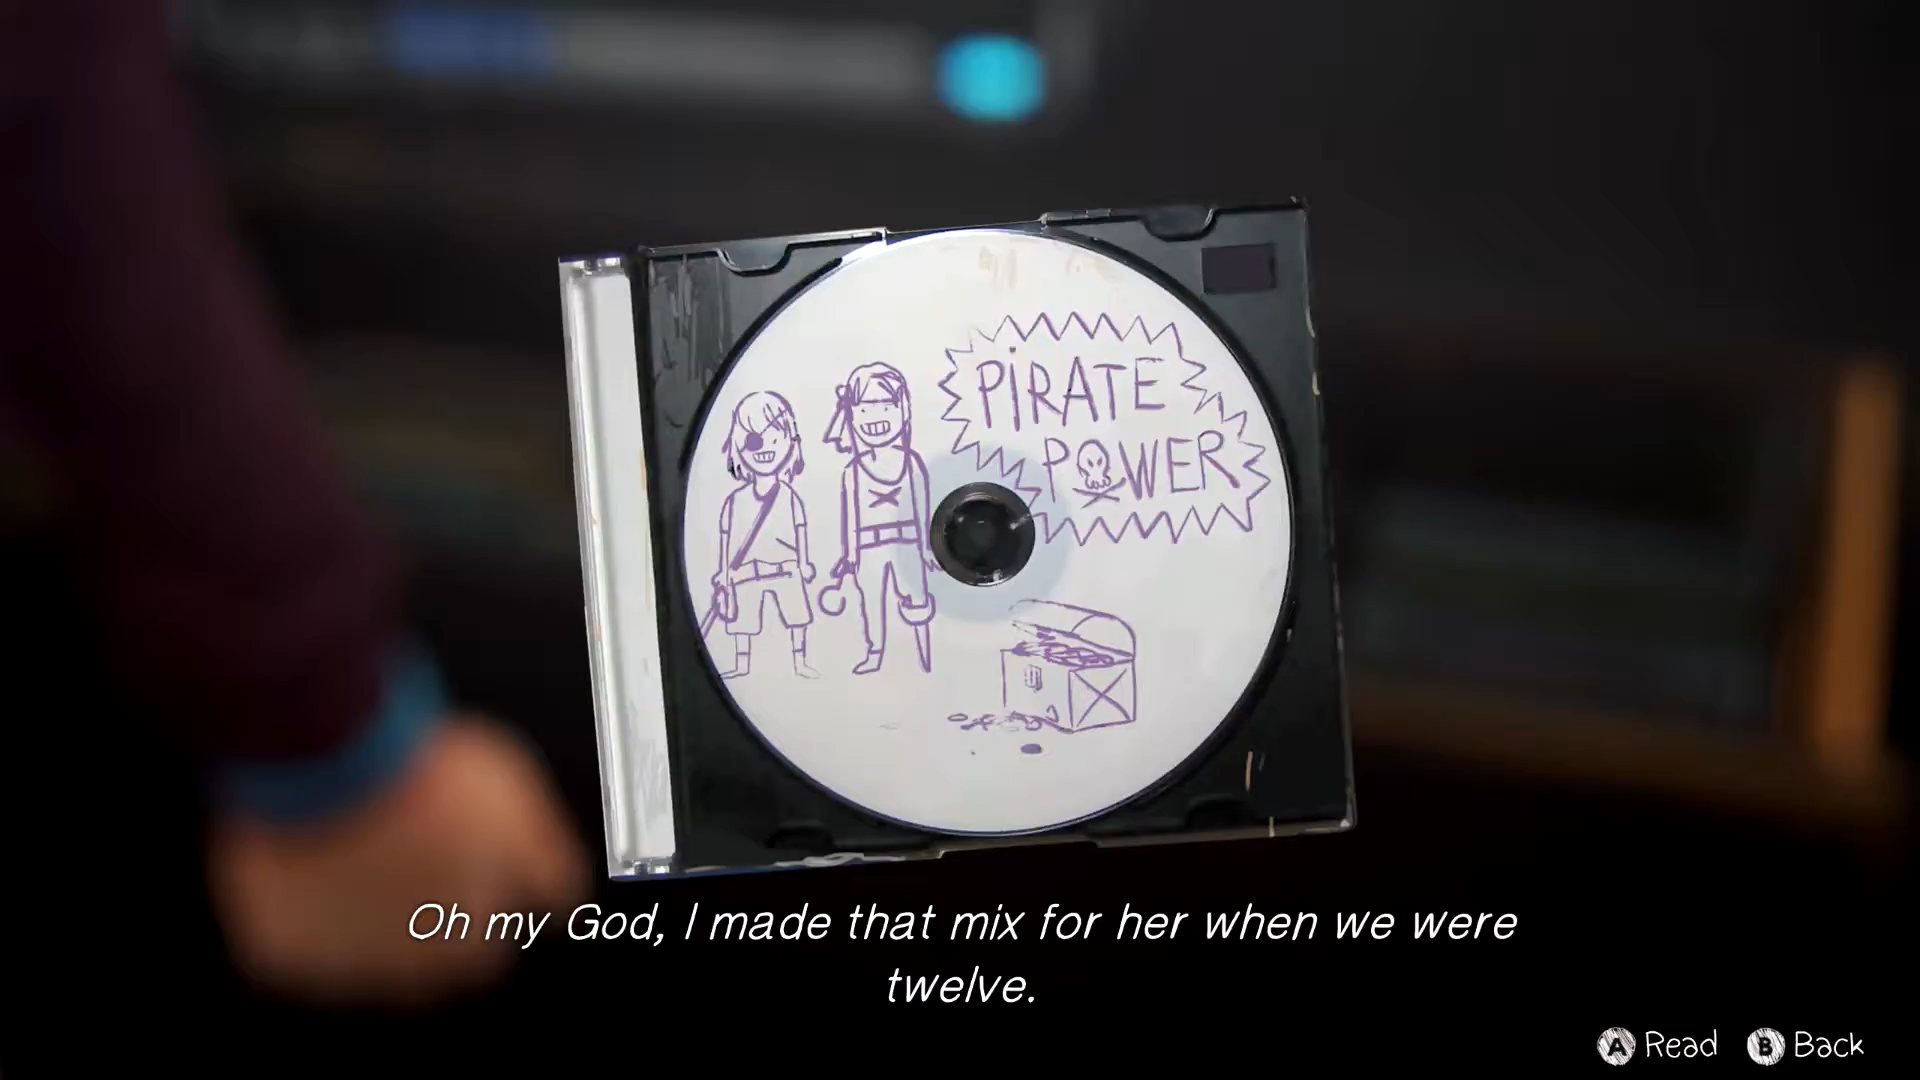 PiRATE
POWER
Oh my God, I made that mix for her when we were
twelve.
A Read B Back